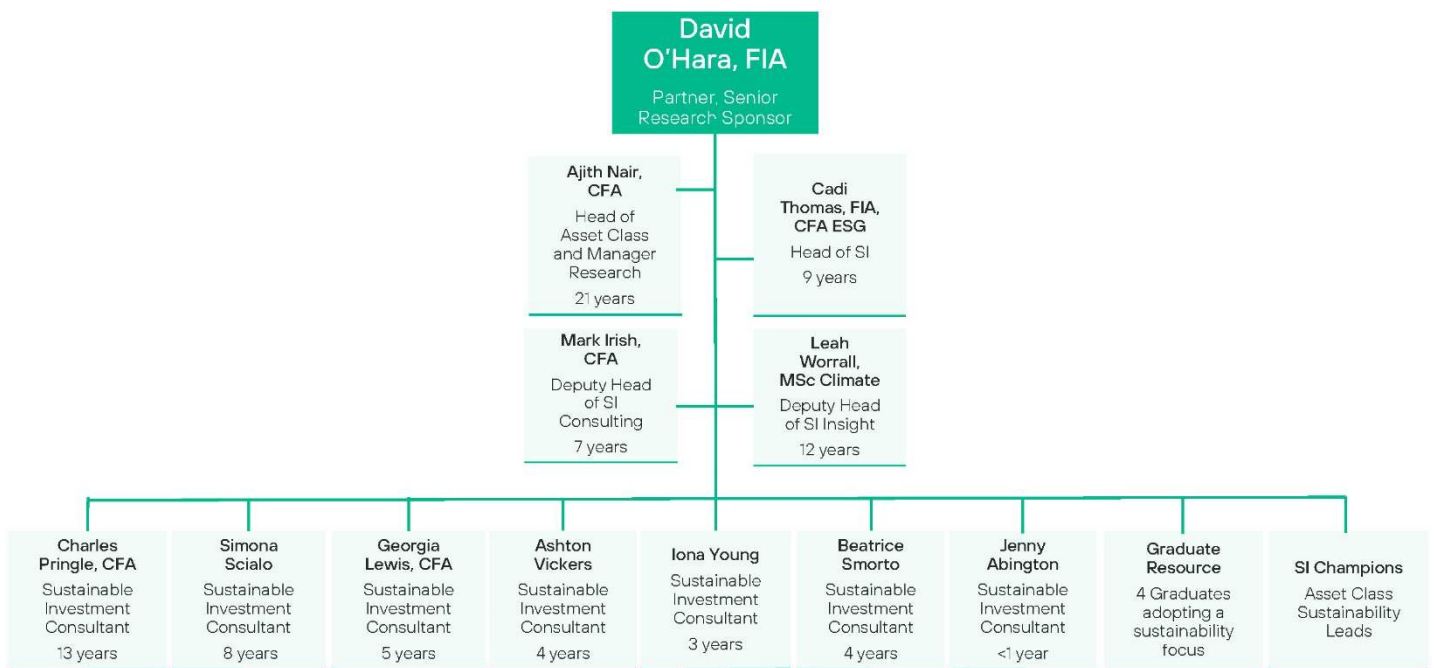 David
O'Hara, FIA
Partner, Senior
Research Sponsor
Ajith Nair,
CFA
Head of
Asset Class
and Manager
Research
21 years
Cadi
Thomas, FIA,
CFA ESG
Head of SI
9 years
Mark Irish,
CFA
Deputy Head
of SI
Consulting
7 years
Leah
Worrall,
MSc Climate
Deputy Head
of SI Insight
12 years
Charles
Pringle, CFA
Sustainable
Investment
Consultant
13 years
Simona
Scialo
Sustainable
Investment
Consultant
8 years
Georgia
Lewis, CFA
Sustainable
Investment
Consultant
5 years
Ashton
Vickers
Sustainable
Investment
Consultant
4 years
Iona Young
Sustainable
Investment
Consultant
3 years
Beatrice
Smorto
Sustainable
Investment
Consultant
4 years
Jenny
Abington
Sustainable
Investment
Consultant
<1 year
Graduate
Resource
4 Graduates
adopting a
sustainability
focus
SI Champions
Asset Class
Sustainability
Leads